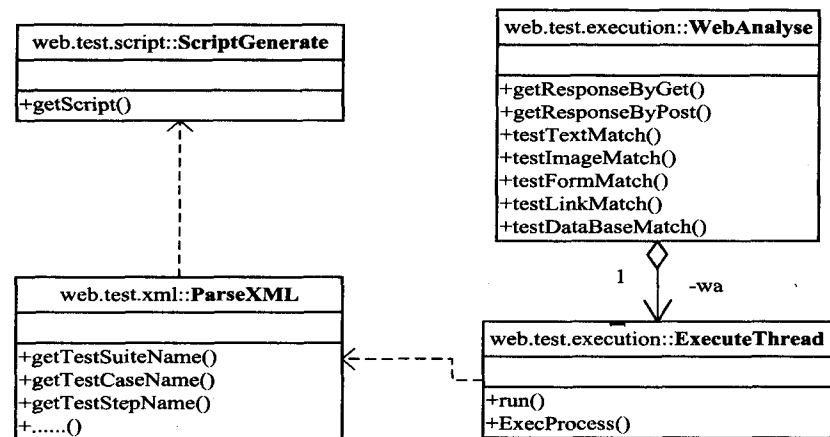 web.test.script::ScriptGenerate
+getScript()
web.test.execution::WebAnalyse
+getResponseByGet()
+getResponseByPost()
+testTextMatch()
+testImageMatch()
+testFormMatch()
+testLinkMatch()
+testDataBaseMatch()
1
-wa
web.test.xml::ParseXML
+getTestSuiteName()
+getTestCaseName()
+getTestStepName()
+......()
web.test.execution::ExecuteThread
+run()
+ExecProcess()